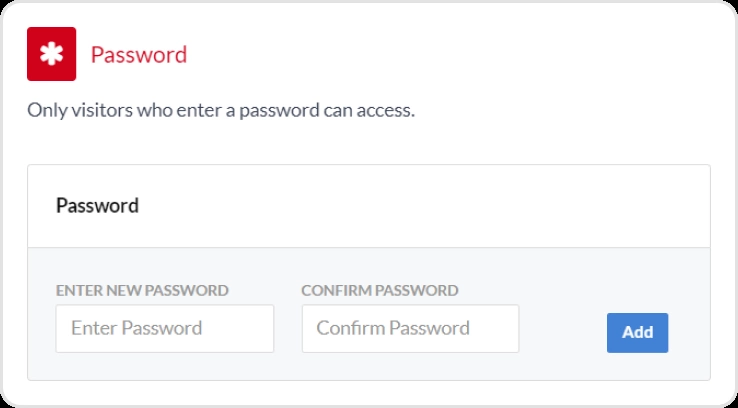 Password
Only visitors who enter a password can access.
Password
ENTER NEW PASSWORD CONFIRM PASSWORD
Enter Password Confirm Password Add